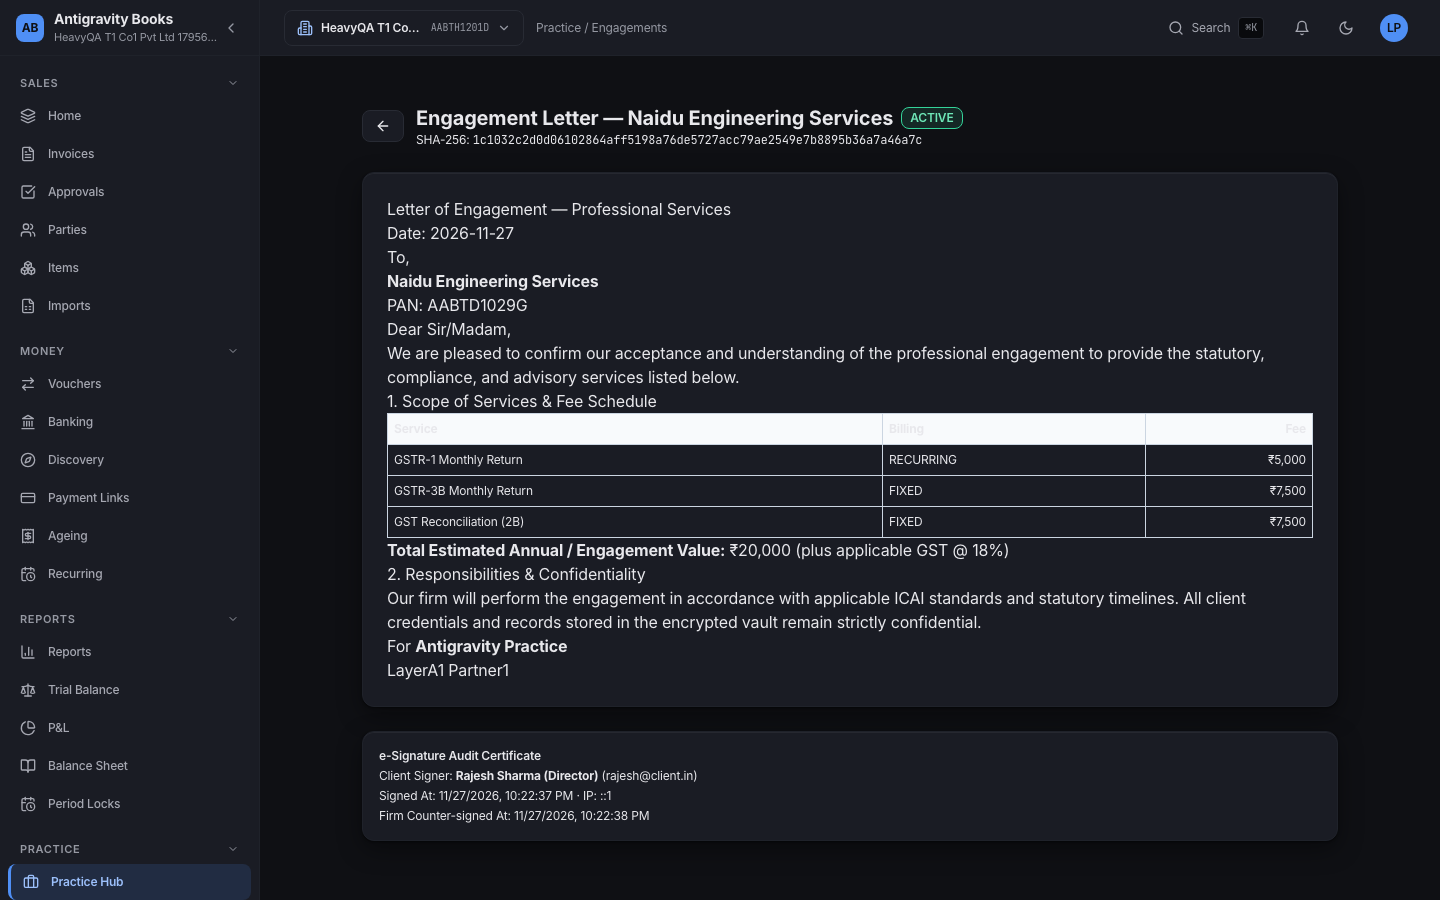 AB
Antigravity Books
HeavyQA T1 Co1 Pvt Ltd 17956...
HeavyQA T1 Co...
AABTH1201D
Practice / Engagements
Search
⌘K
LP
SALES
Home
Invoices
Approvals
Parties
Items
Imports
MONEY
Vouchers
Banking
Discovery
Payment Links
Ageing
Recurring
REPORTS
Reports
Trial Balance
P&L
Balance Sheet
Period Locks
PRACTICE
Practice Hub
Engagement Letter — Naidu Engineering Services
ACTIVE
SHA-256: 1c1032c2d0d06102864aff5198a76de5727acc79ae2549e7b8895b36a7a46a7c
Letter of Engagement — Professional Services
Date: 2026-11-27
To,
Naidu Engineering Services
PAN: AABTD1029G
Dear Sir/Madam,
We are pleased to confirm our acceptance and understanding of the professional engagement to provide the statutory,
compliance, and advisory services listed below.
1. Scope of Services & Fee Schedule
Service Billing Fee
GSTR-1 Monthly Return RECURRING ₹5,000
GSTR-3B Monthly Return FIXED ₹7,500
GST Reconciliation (2B) FIXED ₹7,500
Total Estimated Annual / Engagement Value: ₹20,000 (plus applicable GST @ 18%)
2. Responsibilities & Confidentiality
Our firm will perform the engagement in accordance with applicable ICAI standards and statutory timelines. All client
credentials and records stored in the encrypted vault remain strictly confidential.
For Antigravity Practice
LayerA1 Partner1
e-Signature Audit Certificate
Client Signer: Rajesh Sharma (Director) (rajesh@client.in)
Signed At: 11/27/2026, 10:22:37 PM · IP: ::1
Firm Counter-signed At: 11/27/2026, 10:22:38 PM